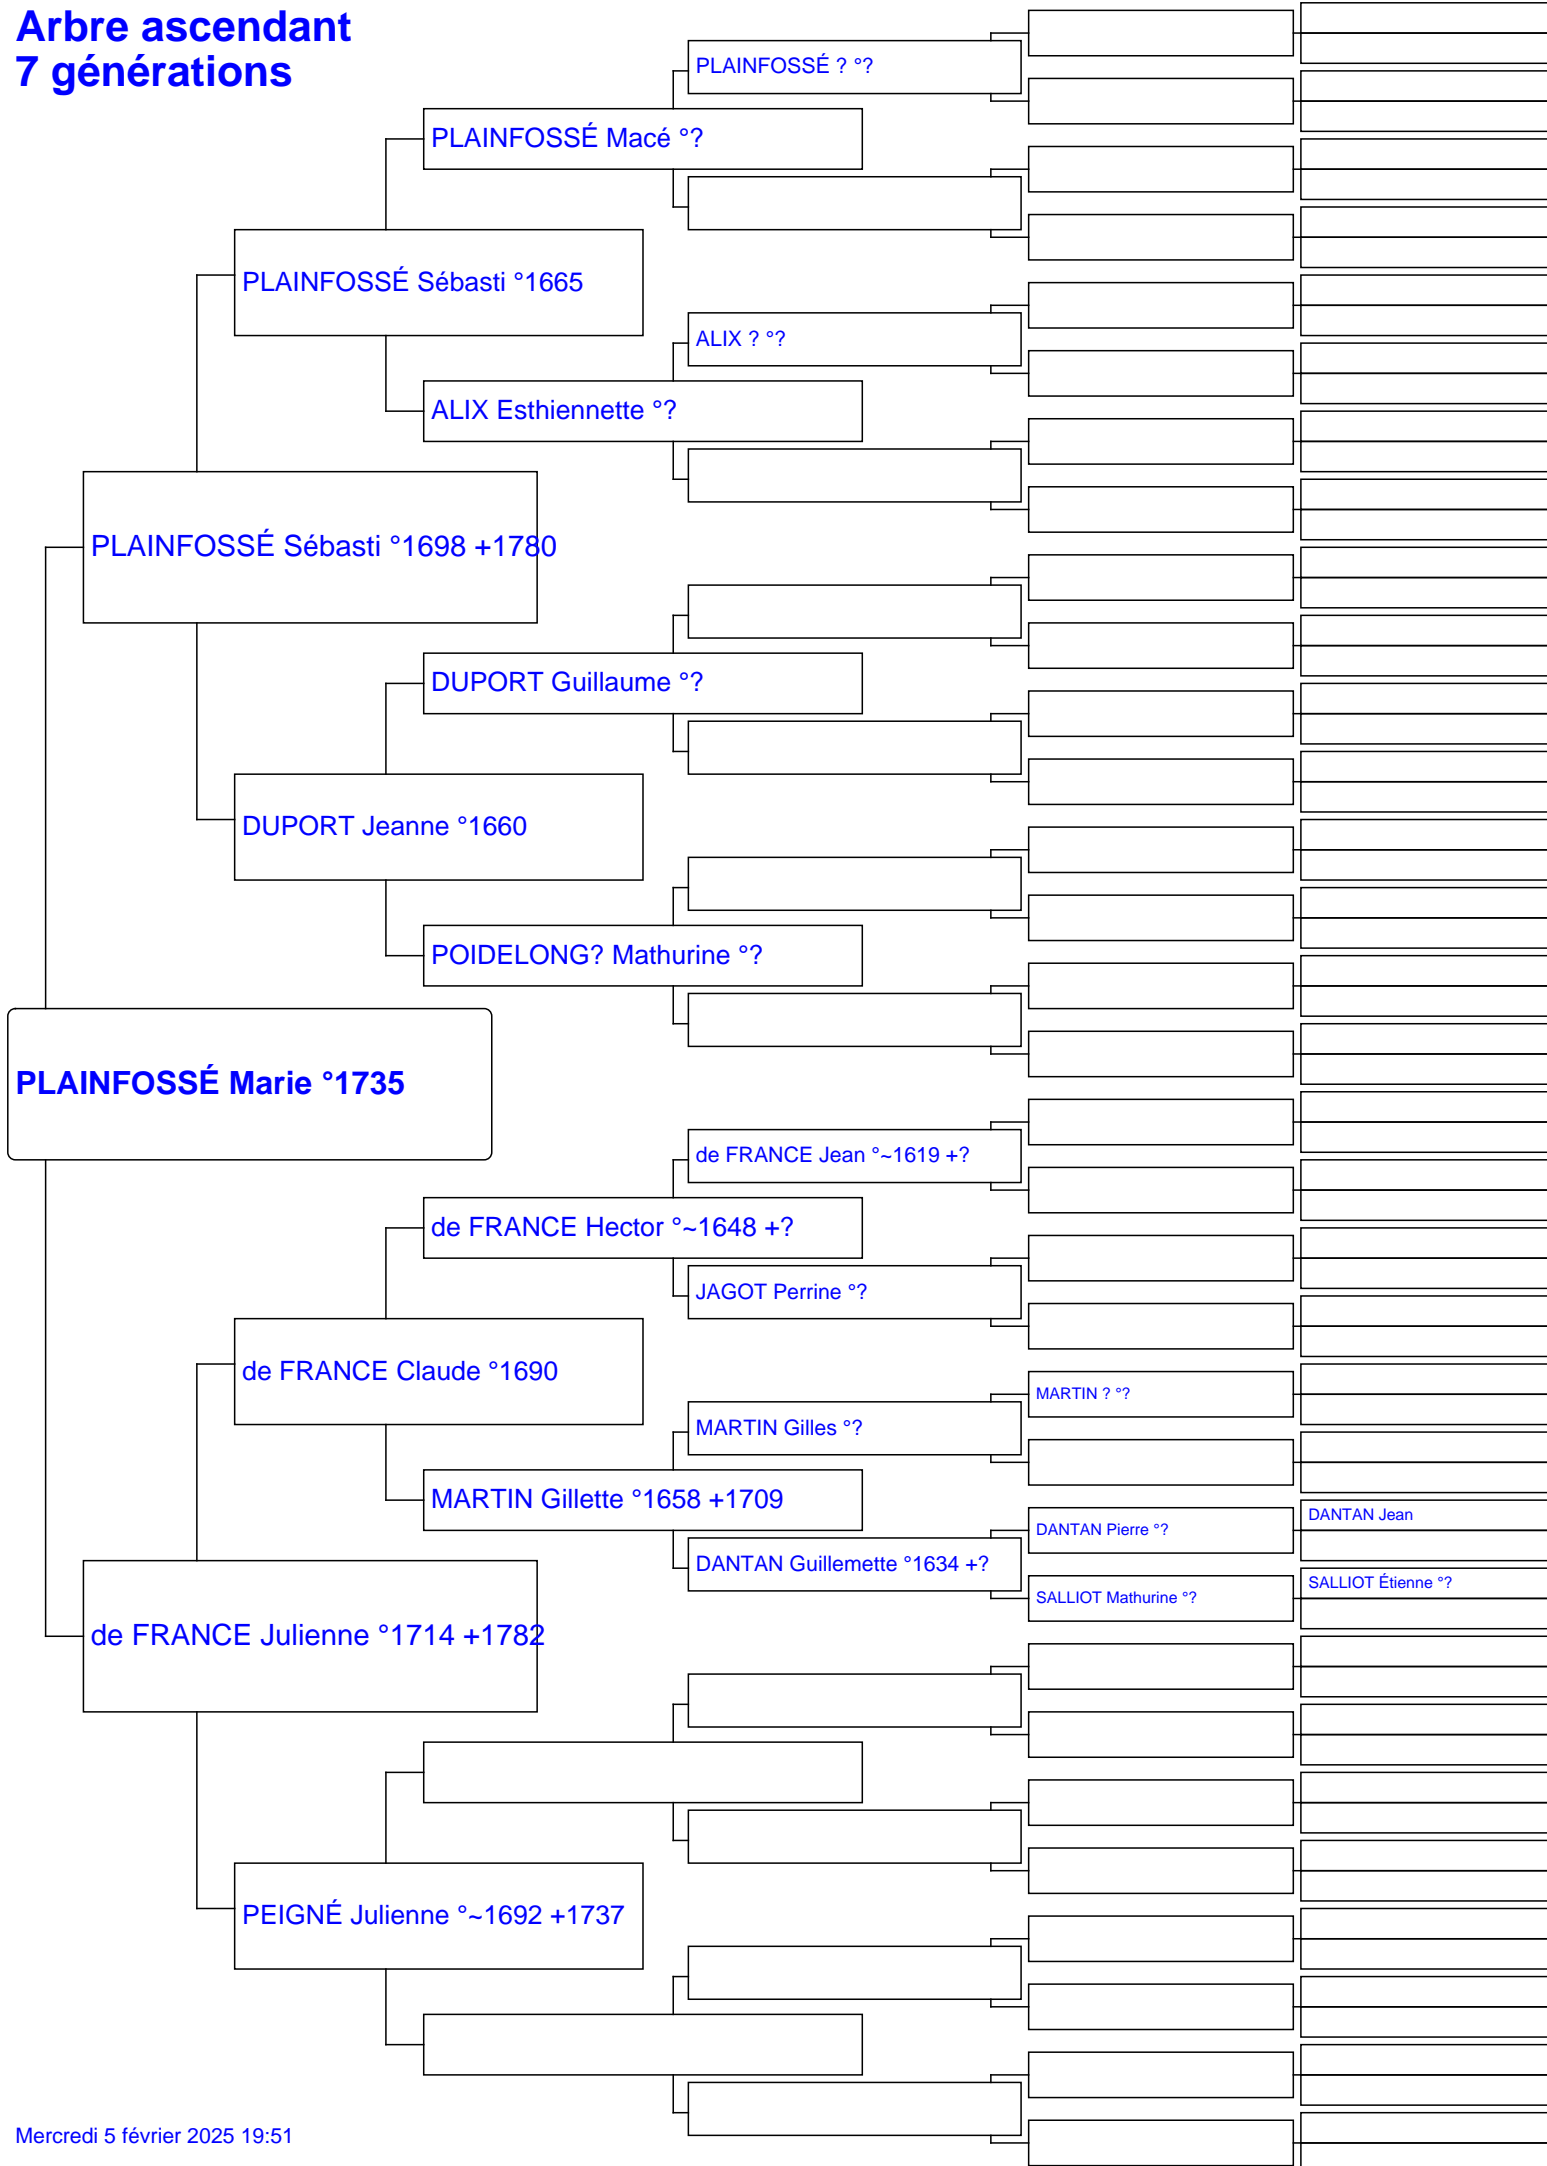 Arbre ascendant
7 générations
PLAINFOSSÉ ? °?
PLAINFOSSÉ Macé °?
PLAINFOSSÉ Sébasti °1665
ALIX ? °?
ALIX Esthiennette °?
PLAINFOSSÉ Sébasti °1698 +1780
DUPORT Guillaume °?
DUPORT Jeanne °1660
POIDELONG? Mathurine °?
PLAINFOSSÉ Marie °1735
de FRANCE Jean °~1619 +?
de FRANCE Hector °~1648 +?
JAGOT Perrine °?
de FRANCE Claude °1690
MARTIN ? °?
MARTIN Gilles °?
MARTIN Gillette °1658 +1709
DANTAN Jean
DANTAN Pierre °?
DANTAN Guillemette °1634 +?
SALLIOT Étienne °?
SALLIOT Mathurine °?
de FRANCE Julienne °1714 +1782
PEIGNÉ Julienne °~1692 +1737
Mercredi 5 février 2025 19:51